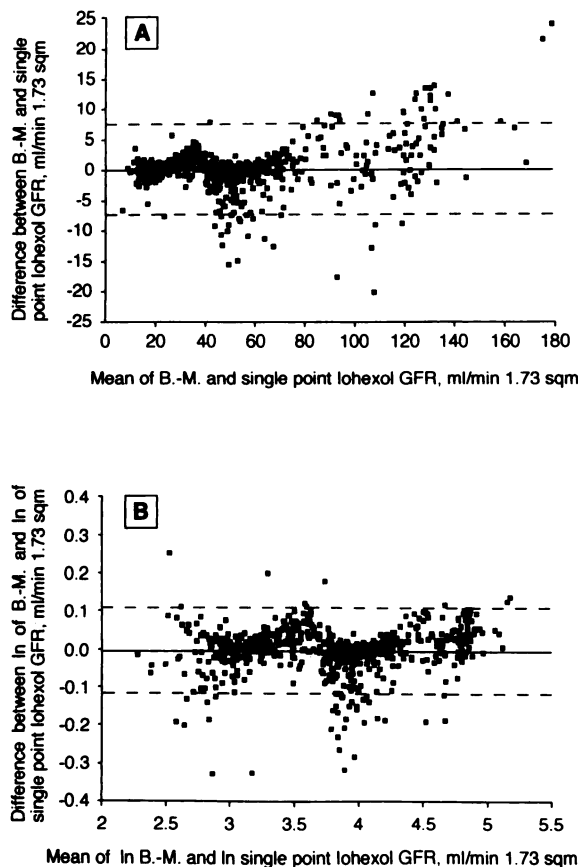 A
Difference between B.-M. and single
point Iohexol GFR, ml/min 1.73 sqm
25
20
15
10
5
0
-5
-10
-15
-20
-25
0 20 40 60 80 100 120 140 160 180
Mean of B.-M. and single point Iohexol GFR, ml/min 1.73 sqm
B
Difference between ln of B.-M. and ln of
single point Iohexol GFR, ml/min 1.73 sqm
0.4
0.3
0.2
0.1
0.0
-0.1
-0.2
-0.3
-0.4
2 2.5 3 3.5 4 4.5 5 5.5
Mean of ln B.-M. and ln single point Iohexol GFR, ml/min 1.73 sqm